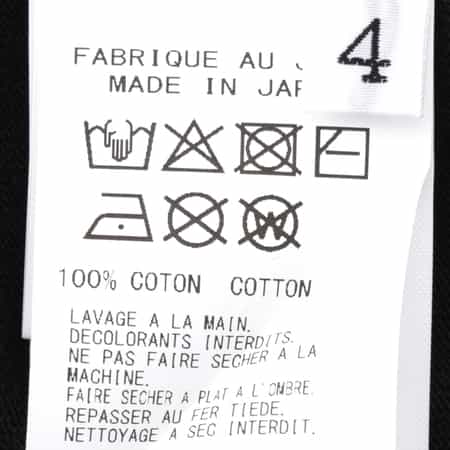 FABRIQUE AU
4
MADE IN
W
100% COTON COTTON
LAVAGE A LA MAIN.
DECOLORANTS INTERDITS.
NE PAS FAIRE SECHER A LA
MACHINE.
FAIRE SECHER A PLAT A L'OMBRE.
REPASSER AU FER TIEDE.
NETTOYAGE A SEC INTERDIT.